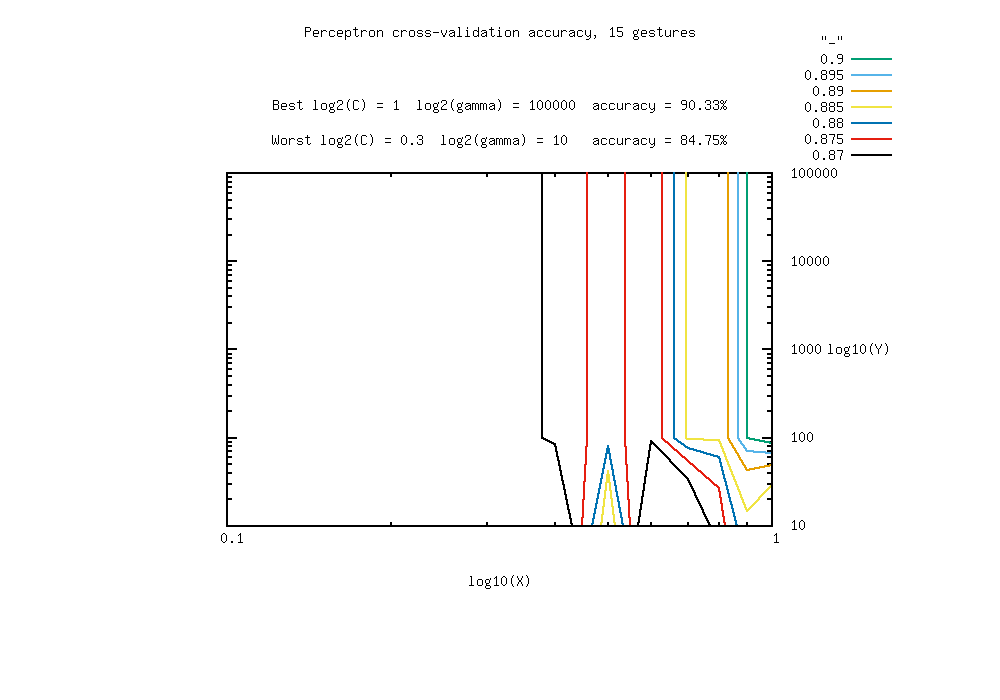 Perceptron cross-validation accuracy, 15 gestures
"_"
0.9
0.895
0.89
0.885
0.88
0.875
0.87
Best log2(C) = 1  log2(gamma) = 100000  accuracy = 90.33%
Worst log2(C) = 0.3  log2(gamma) = 10   accuracy = 84.75%
100000
10000
1000 log10(Y)
100
10
0.1 1
log10(X)